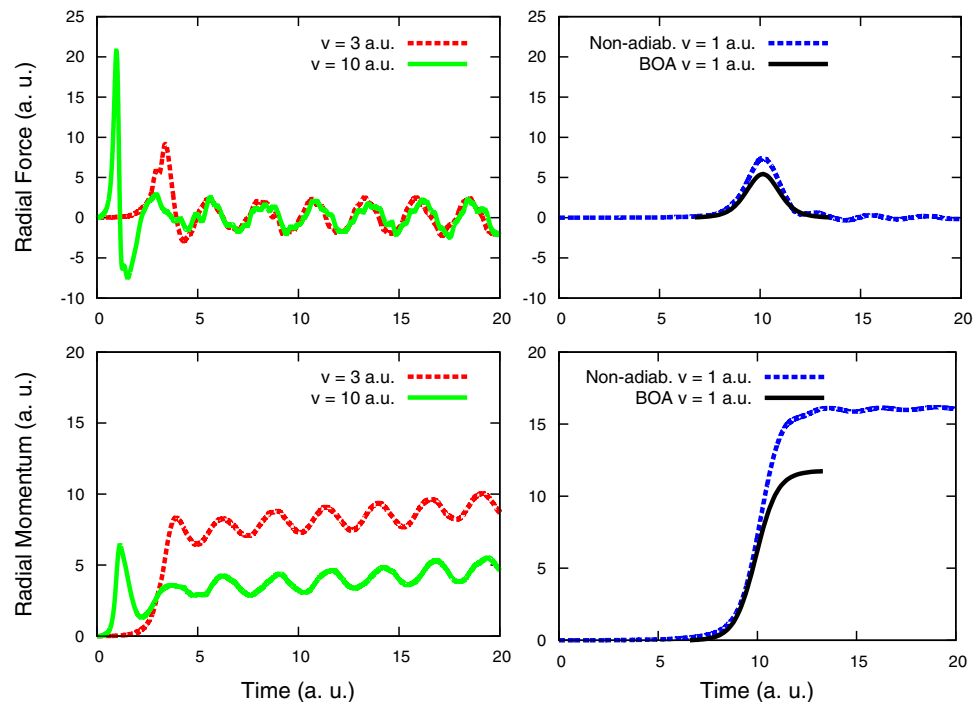 25
20
15
10
5
0
-5
-10
Radial Force (a. u.)
v = 3 a.u.
v = 10 a.u.
0 5 10 15 20
25
20
15
10
5
0
-5
-10
Non-adiab. v = 1 a.u.
BOA v = 1 a.u.
0 5 10 15 20
20
15
10
5
0
Radial Momentum (a. u.)
v = 3 a.u.
v = 10 a.u.
0 5 10 15 20
Time (a. u.)
20
15
10
5
0
Non-adiab. v = 1 a.u.
BOA v = 1 a.u.
0 5 10 15 20
Time (a. u.)